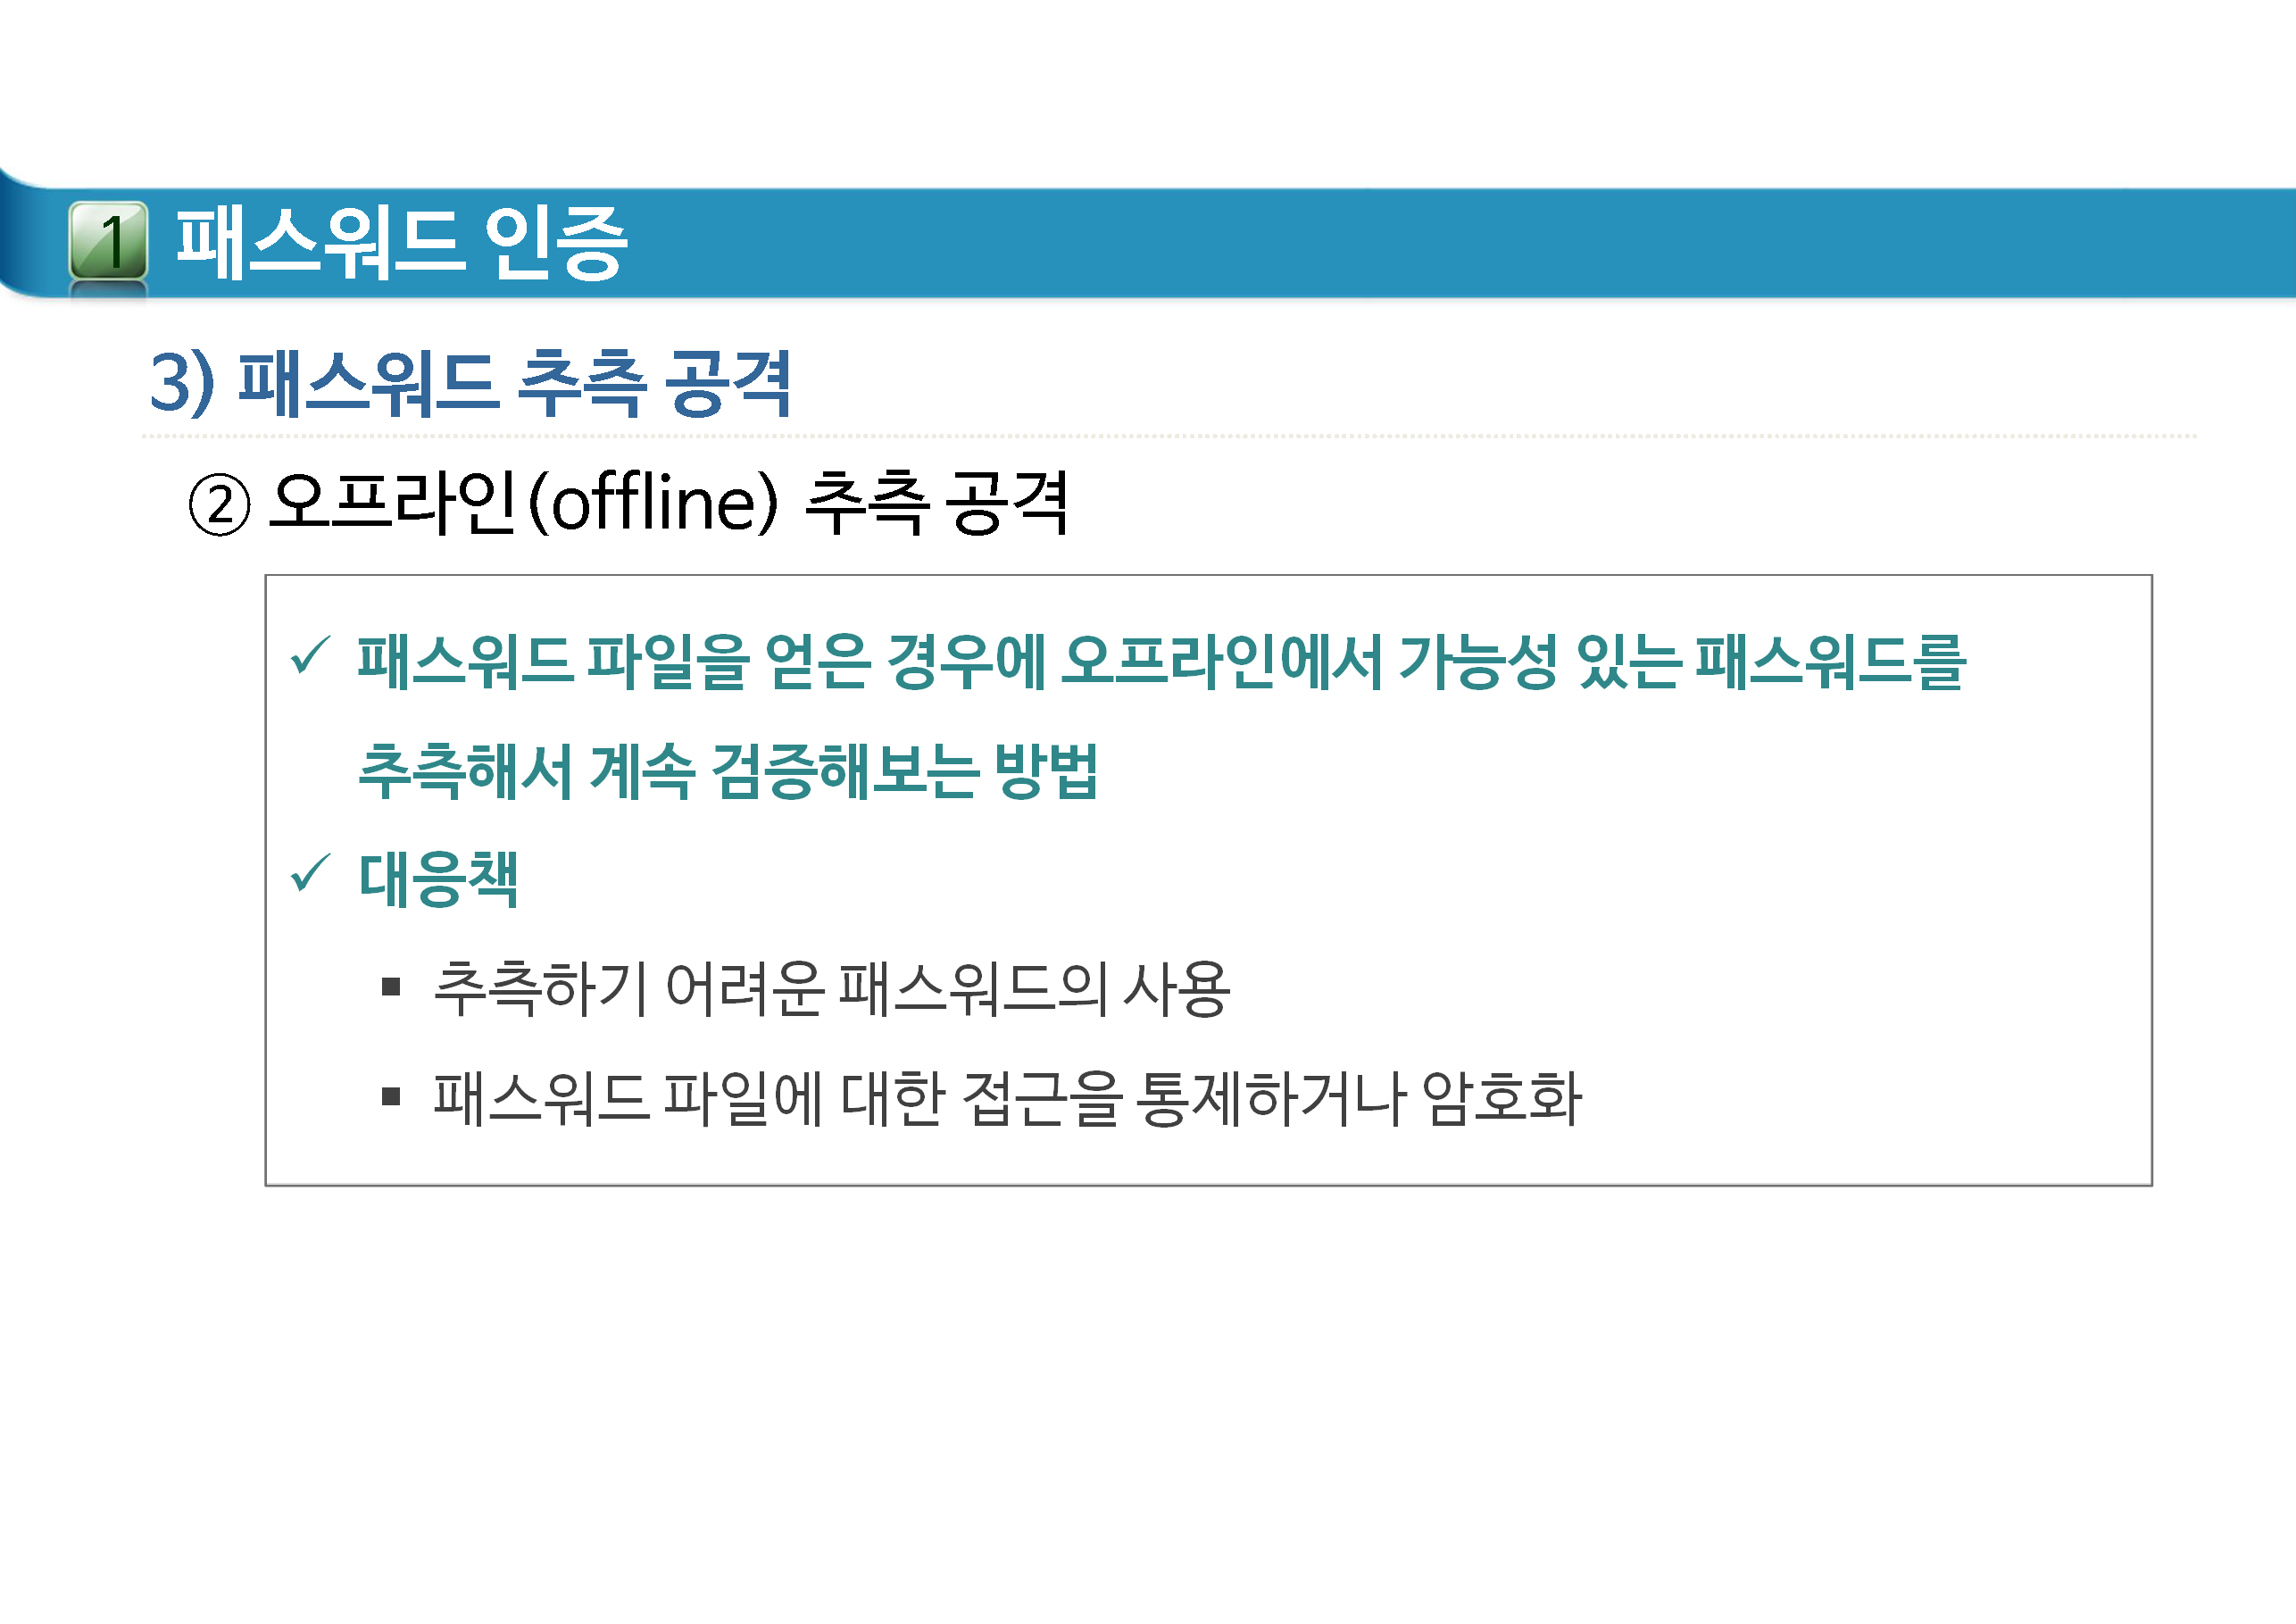 1 패스워드 인증
3) 패스워드 추측 공격
② 오프라인(offline) 추측 공격
✓ 패스워드 파일을 얻은 경우에 오프라인에서 가능성 있는 패스워드를
추측해서 계속 검증해보는 방법
✓ 대응책
▪ 추측하기 어려운 패스워드의 사용
▪ 패스워드 파일에 대한 접근을 통제하거나 암호화